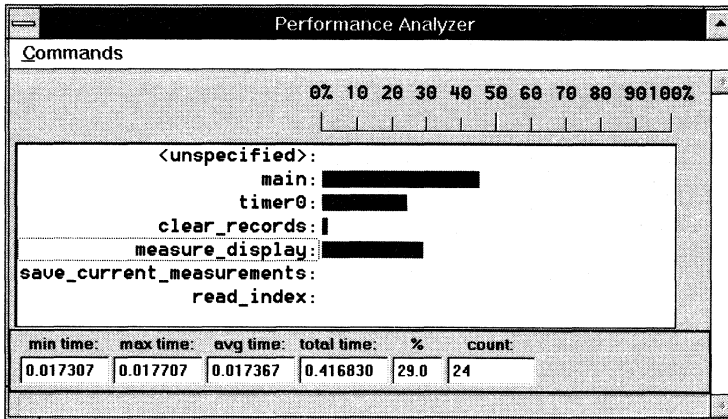 Performance Analyzer
Commands
0% 10 20 30 40 50 60 70 80 90100%
<unspecified>:
main:
timer0:
clear_records:
measure_display:
save_current_measurements:
read_index:
min time: max time: avg time: total time: % count:
0.017307 0.017707 0.017367 0.416830 29.0 24